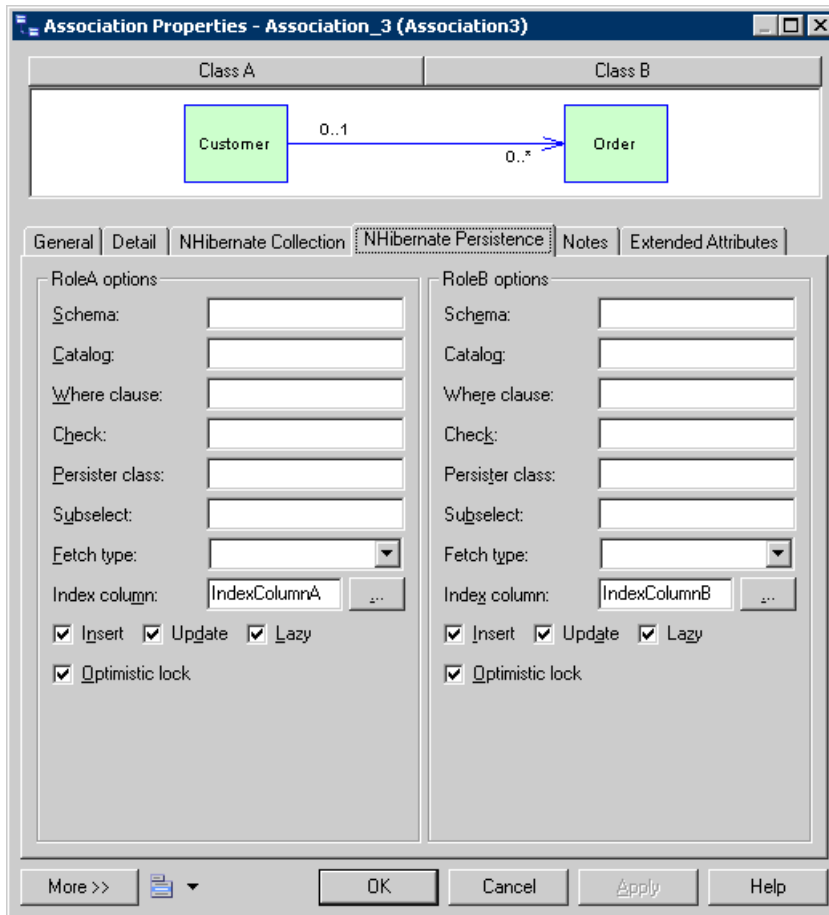 Association Properties - Association_3 (Association3)
Class A Class B
0..1
Customer Order
0..*
General Detail NHibernate Collection NHibernate Persistence Notes Extended Attributes
RoleA options RoleB options
Schema: Schema:
Catalog: Catalog:
Where clause: Where clause:
Check: Check:
Persister class: Persister class:
Subselect: Subselect:
Fetch type: Fetch type:
Index column: IndexColumnA ... Index column: IndexColumnB ...
Insert Update Lazy Insert Update Lazy
Optimistic lock Optimistic lock
More >> OK Cancel Apply Help